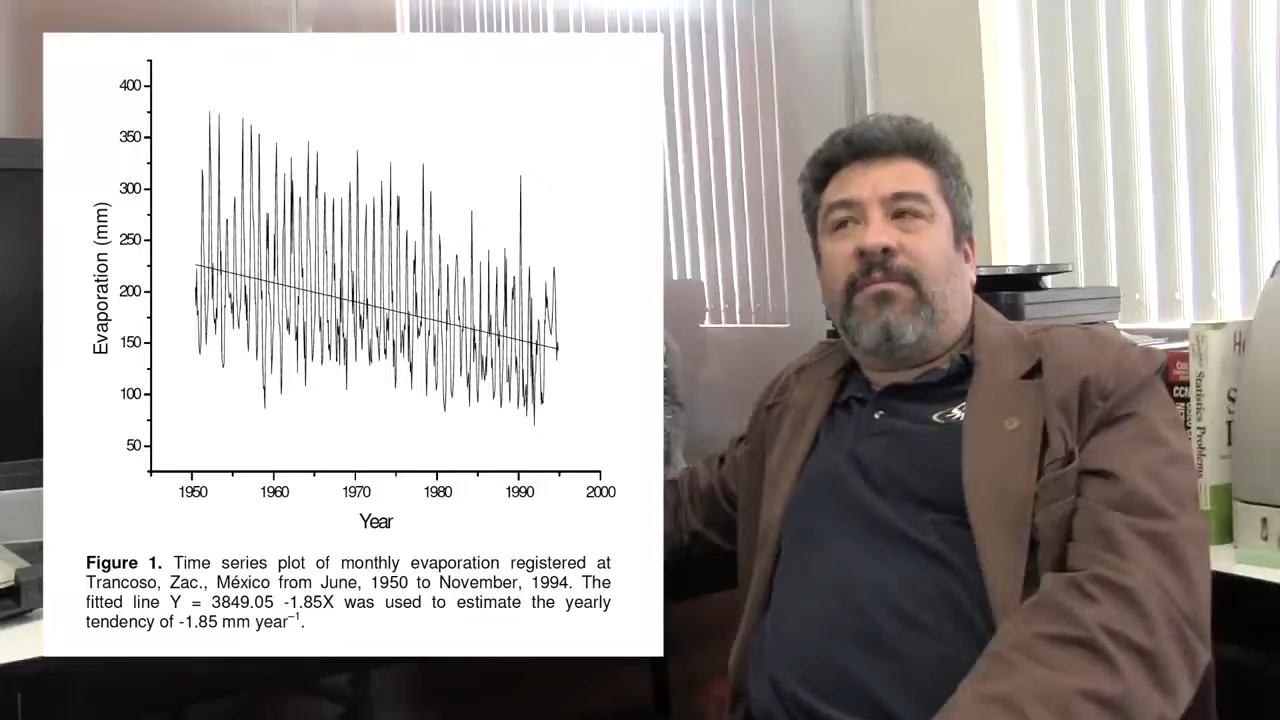 400
350
300
250
200
150
100
50
Evaporation (mm)
1950 1960 1970 1980 1990 2000
Year
Figure 1. Time series plot of monthly evaporation registered at
Trancoso, Zac., México from June, 1950 to November, 1994. The
fitted line Y = 3849.05 -1.85X was used to estimate the yearly
tendency of -1.85 mm year⁻¹.
Statistics Problems
CCN